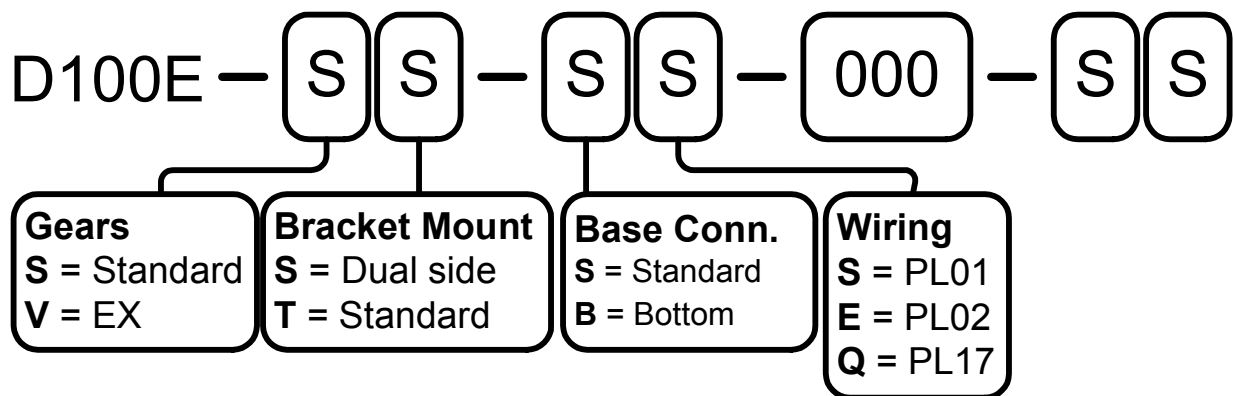 D100E — S S — S S — 000 — S S
Gears
S = Standard
V = EX
Bracket Mount
S = Dual side
T = Standard
Base Conn.
S = Standard
B = Bottom
Wiring
S = PL01
E = PL02
Q = PL17